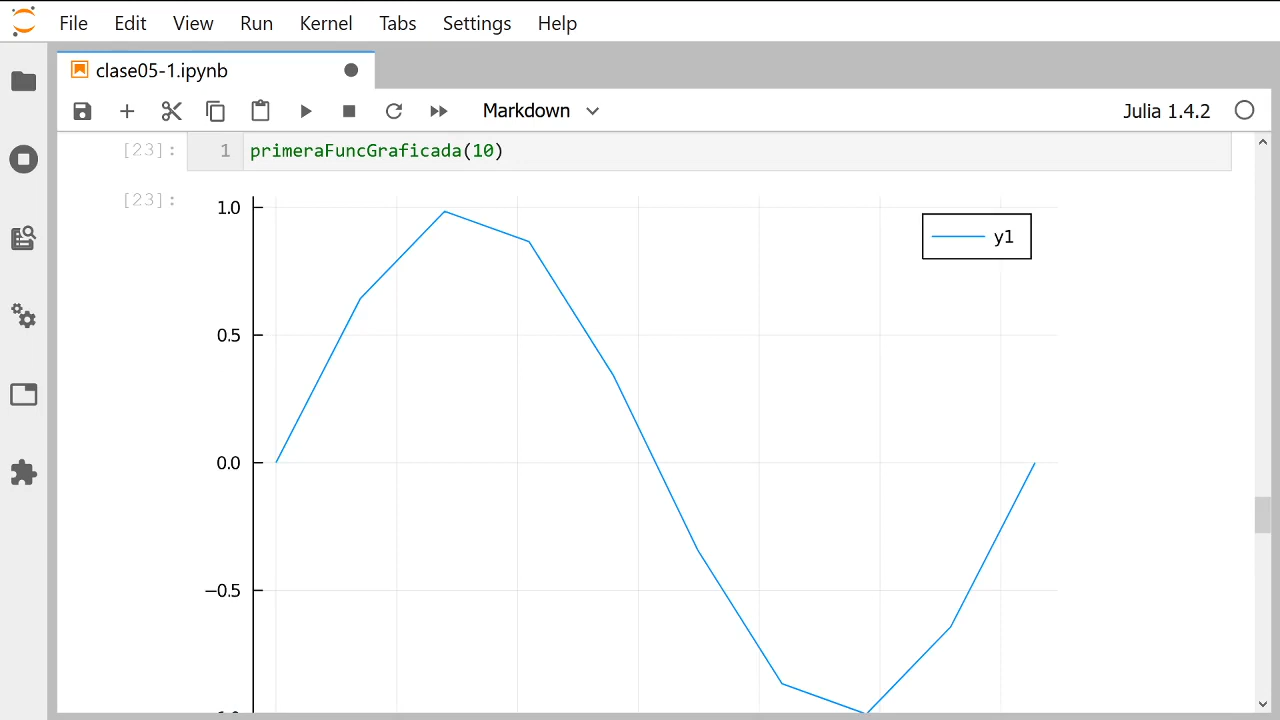 File Edit View Run Kernel Tabs Settings Help
clase05-1.ipynb
Markdown
Julia 1.4.2
[23]:
1 primeraFuncGraficada(10)
[23]:
1.0
y1
0.5
0.0
−0.5